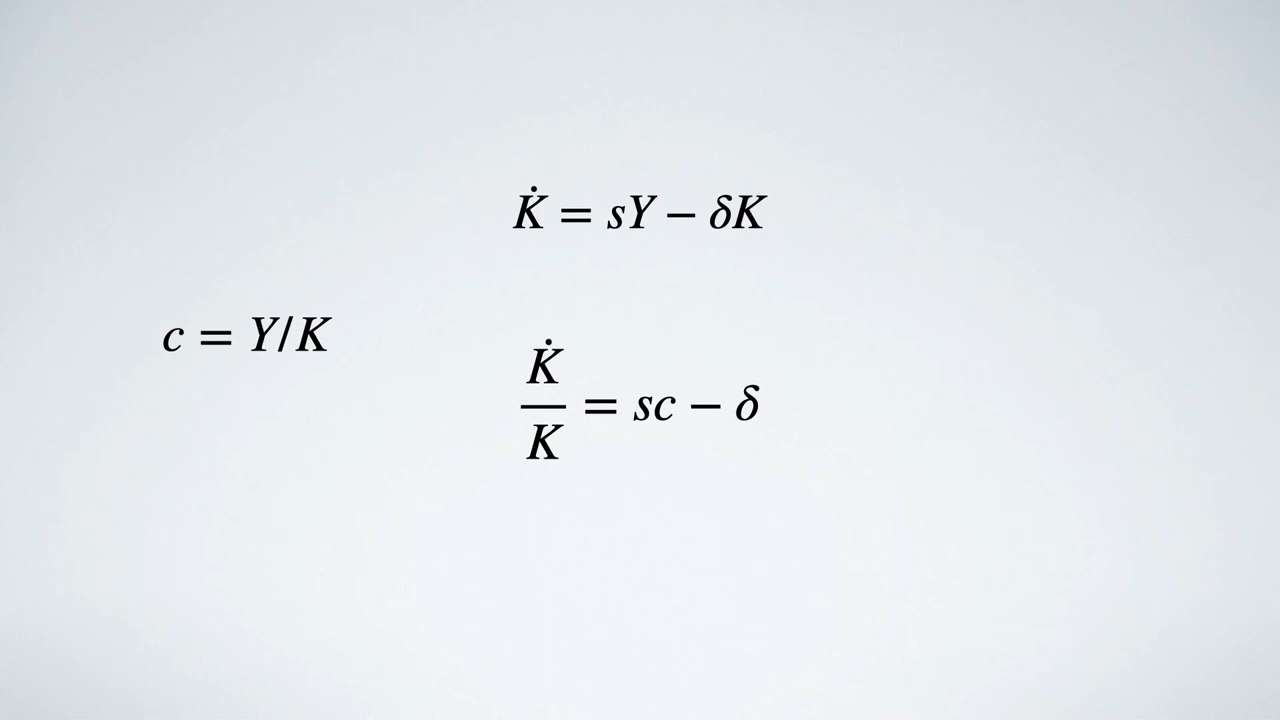 K̇ = sY − δK
c = Y/K
K̇/K = sc − δ